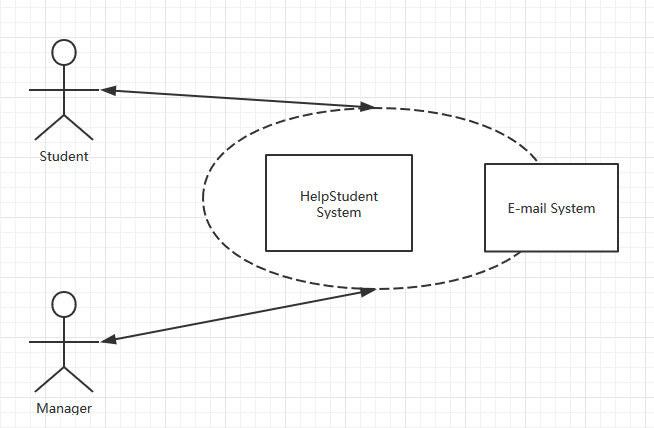 Student
HelpStudent
System
E-mail System
Manager